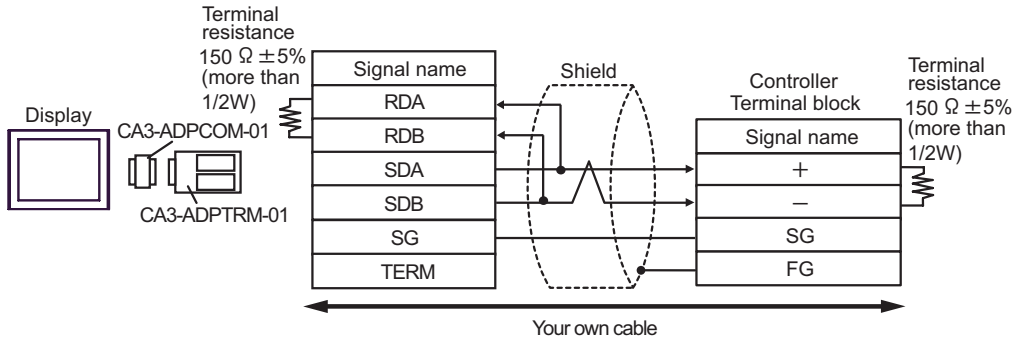 Terminal
resistance
150 Ω ±5%
(more than
1/2W)
Display
CA3-ADPCOM-01
CA3-ADPTRM-01
Signal name
RDA
RDB
SDA
SDB
SG
TERM
Shield
Controller
Terminal block
Signal name
+
−
SG
FG
Terminal
resistance
150 Ω ±5%
(more than
1/2W)
Your own cable